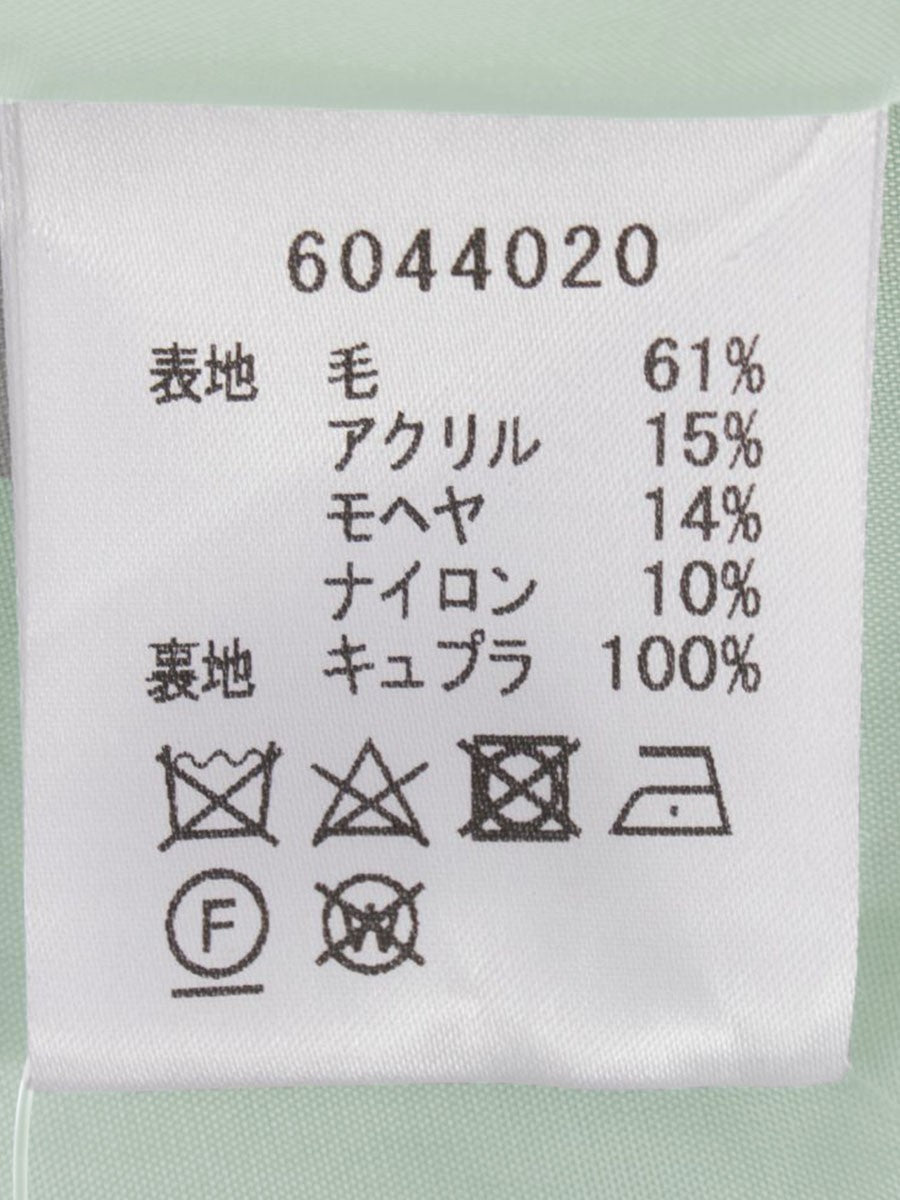 6044020
表地 毛 61%
アクリル 15%
モヘヤ 14%
ナイロン 10%
裏地 キュプラ 100%
F W